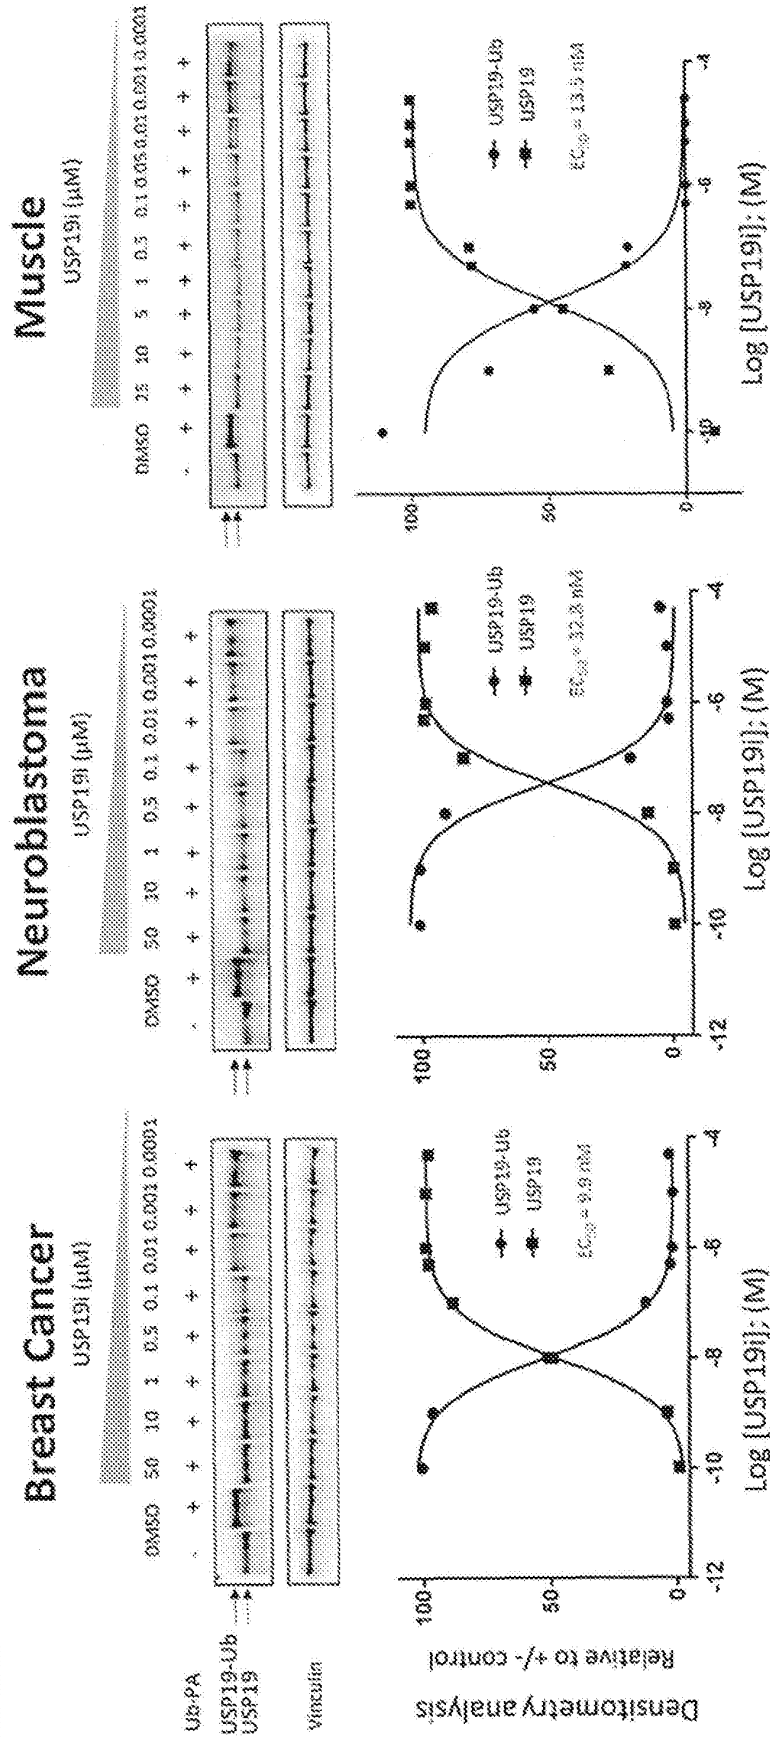 Breast Cancer
USP19i (µM)
DMSO 50 10 1 0.5 0.1 0.01 0.001 0.0001
Ub-PA - + + + + + + + + +
USP19-Ub
USP19
Vinculin
Densitometry analysis
Relative to +/- control
100
50
0
-12 -10 -8 -6 -4
USP19-Ub
USP19
EC50 = 9.9 nM
Log [USP19i]; (M)
Neuroblastoma
USP19i (µM)
DMSO 50 10 1 0.5 0.1 0.01 0.001 0.0001
- + + + + + + + + +
100
50
0
-12 -10 -8 -6 -4
USP19-Ub
USP19
EC50 = 32.8 nM
Log [USP19i]; (M)
Muscle
USP19i (µM)
DMSO 25 10 5 1 0.5 0.1 0.05 0.01 0.001 0.0001
- + + + + + + + + + + +
100
50
0
-10 -8 -6 -4
USP19-Ub
USP19
EC50 = 13.5 nM
Log [USP19i]; (M)